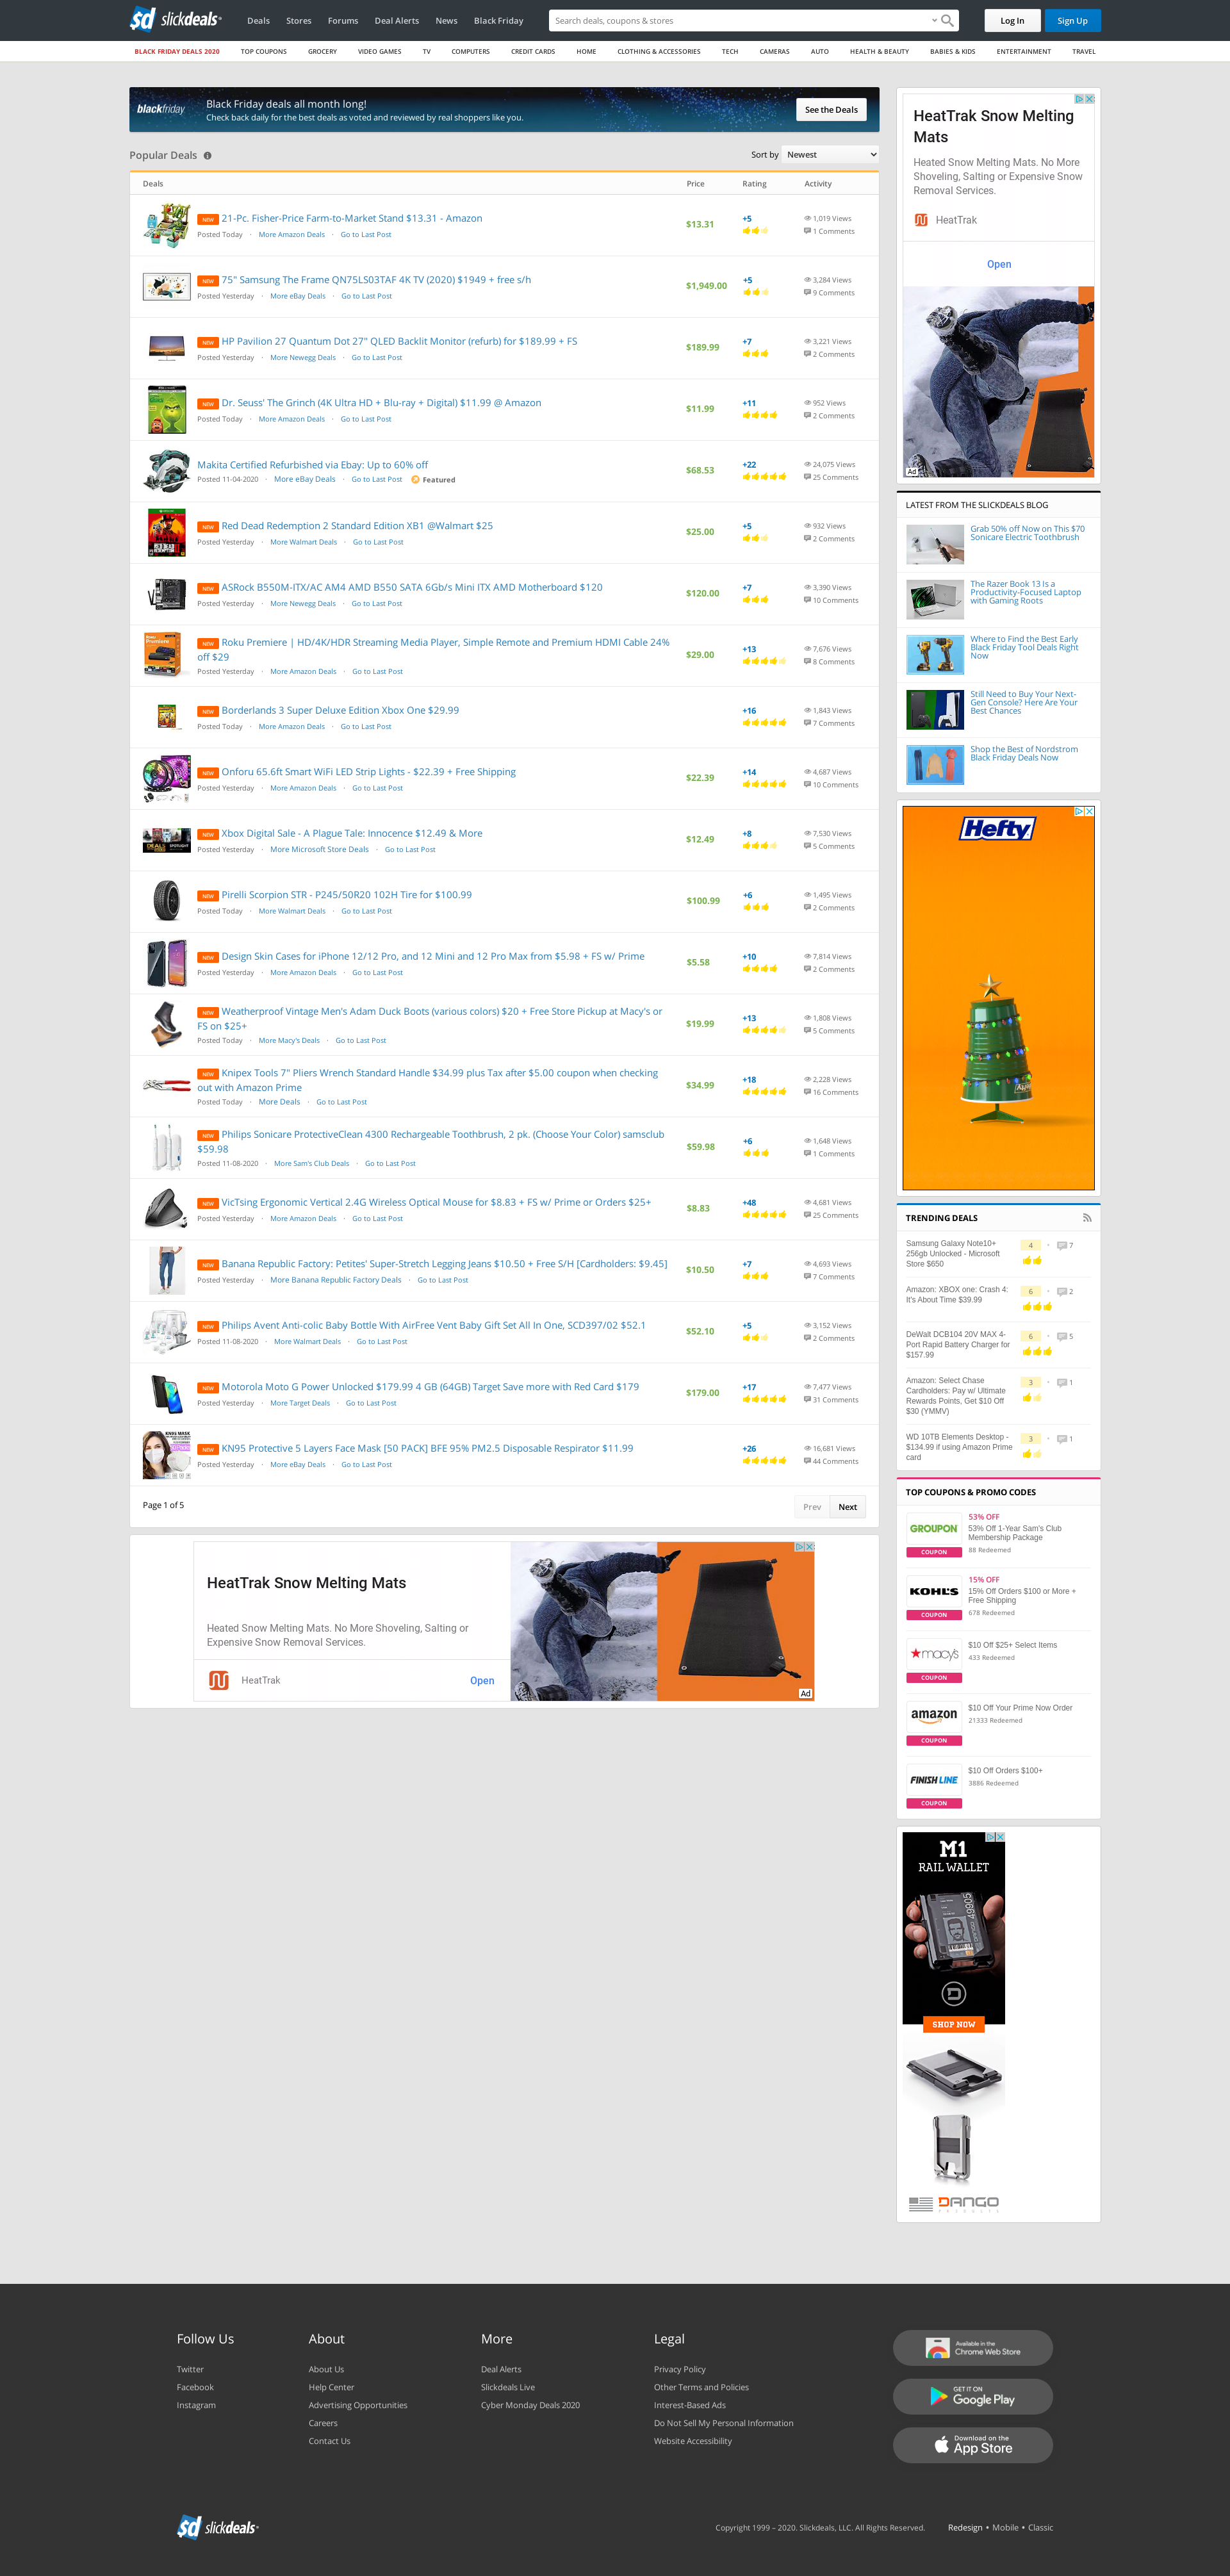 slickdeals
Deals
Stores
Forums
Deal Alerts
News
Black Friday
Search deals, coupons & stores
Log In
Sign Up
BLACK FRIDAY DEALS 2020
TOP COUPONS
GROCERY
VIDEO GAMES
TV
COMPUTERS
CREDIT CARDS
HOME
CLOTHING & ACCESSORIES
TECH
CAMERAS
AUTO
HEALTH & BEAUTY
BABIES & KIDS
ENTERTAINMENT
TRAVEL
blackfriday
Black Friday deals all month long!
Check back daily for the best deals as voted and reviewed by real shoppers like you.
See the Deals
Popular Deals
Sort by Newest
Deals Price Rating Activity
NEW 21-Pc. Fisher-Price Farm-to-Market Stand $13.31 - Amazon
Posted Today · More Amazon Deals · Go to Last Post
$13.31
+5
1,019 Views
1 Comments
NEW 75" Samsung The Frame QN75LS03TAF 4K TV (2020) $1949 + free s/h
Posted Yesterday · More eBay Deals · Go to Last Post
$1,949.00
+5
3,284 Views
9 Comments
NEW HP Pavilion 27 Quantum Dot 27" QLED Backlit Monitor (refurb) for $189.99 + FS
Posted Yesterday · More Newegg Deals · Go to Last Post
$189.99
+7
3,221 Views
2 Comments
NEW Dr. Seuss' The Grinch (4K Ultra HD + Blu-ray + Digital) $11.99 @ Amazon
Posted Today · More Amazon Deals · Go to Last Post
$11.99
+11
952 Views
2 Comments
Makita Certified Refurbished via Ebay: Up to 60% off
Posted 11-04-2020 · More eBay Deals · Go to Last Post Featured
$68.53
+22
24,075 Views
25 Comments
NEW Red Dead Redemption 2 Standard Edition XB1 @Walmart $25
Posted Yesterday · More Walmart Deals · Go to Last Post
$25.00
+5
932 Views
2 Comments
NEW ASRock B550M-ITX/AC AM4 AMD B550 SATA 6Gb/s Mini ITX AMD Motherboard $120
Posted Yesterday · More Newegg Deals · Go to Last Post
$120.00
+7
3,390 Views
10 Comments
NEW Roku Premiere | HD/4K/HDR Streaming Media Player, Simple Remote and Premium HDMI Cable 24%
off $29
Posted Yesterday · More Amazon Deals · Go to Last Post
$29.00
+13
7,676 Views
8 Comments
NEW Borderlands 3 Super Deluxe Edition Xbox One $29.99
Posted Today · More Amazon Deals · Go to Last Post
+16
1,843 Views
7 Comments
NEW Onforu 65.6ft Smart WiFi LED Strip Lights - $22.39 + Free Shipping
Posted Yesterday · More Amazon Deals · Go to Last Post
$22.39
+14
4,687 Views
10 Comments
NEW Xbox Digital Sale - A Plague Tale: Innocence $12.49 & More
Posted Yesterday · More Microsoft Store Deals · Go to Last Post
$12.49
+8
7,530 Views
5 Comments
NEW Pirelli Scorpion STR - P245/50R20 102H Tire for $100.99
Posted Today · More Walmart Deals · Go to Last Post
$100.99
+6
1,495 Views
2 Comments
NEW Design Skin Cases for iPhone 12/12 Pro, and 12 Mini and 12 Pro Max from $5.98 + FS w/ Prime
Posted Yesterday · More Amazon Deals · Go to Last Post
$5.58
+10
7,814 Views
2 Comments
NEW Weatherproof Vintage Men's Adam Duck Boots (various colors) $20 + Free Store Pickup at Macy's or
FS on $25+
Posted Today · More Macy's Deals · Go to Last Post
$19.99
+13
1,808 Views
5 Comments
NEW Knipex Tools 7" Pliers Wrench Standard Handle $34.99 plus Tax after $5.00 coupon when checking
out with Amazon Prime
Posted Today · More Deals · Go to Last Post
$34.99
+18
2,228 Views
16 Comments
NEW Philips Sonicare ProtectiveClean 4300 Rechargeable Toothbrush, 2 pk. (Choose Your Color) samsclub
$59.98
Posted 11-08-2020 · More Sam's Club Deals · Go to Last Post
$59.98
+6
1,648 Views
1 Comments
NEW VicTsing Ergonomic Vertical 2.4G Wireless Optical Mouse for $8.83 + FS w/ Prime or Orders $25+
Posted Yesterday · More Amazon Deals · Go to Last Post
$8.83
+48
4,681 Views
25 Comments
NEW Banana Republic Factory: Petites' Super-Stretch Legging Jeans $10.50 + Free S/H [Cardholders: $9.45]
Posted Yesterday · More Banana Republic Factory Deals · Go to Last Post
$10.50
+7
4,693 Views
7 Comments
NEW Philips Avent Anti-colic Baby Bottle With AirFree Vent Baby Gift Set All In One, SCD397/02 $52.1
Posted 11-08-2020 · More Walmart Deals · Go to Last Post
$52.10
+5
3,152 Views
2 Comments
NEW Motorola Moto G Power Unlocked $179.99 4 GB (64GB) Target Save more with Red Card $179
Posted Yesterday · More Target Deals · Go to Last Post
$179.00
+17
7,477 Views
31 Comments
NEW KN95 Protective 5 Layers Face Mask [50 PACK] BFE 95% PM2.5 Disposable Respirator $11.99
Posted Yesterday · More eBay Deals · Go to Last Post
+26
16,681 Views
44 Comments
Page 1 of 5
Prev
Next
HeatTrak Snow Melting Mats
Heated Snow Melting Mats. No More Shoveling, Salting or
Expensive Snow Removal Services.
HeatTrak
Open
Ad
HeatTrak Snow Melting
Mats
Heated Snow Melting Mats. No More
Shoveling, Salting or Expensive Snow
Removal Services.
HeatTrak
Open
Ad
LATEST FROM THE SLICKDEALS BLOG
Grab 50% off Now on This $70
Sonicare Electric Toothbrush
The Razer Book 13 Is a
Productivity-Focused Laptop
with Gaming Roots
Where to Find the Best Early
Black Friday Tool Deals Right
Now
Still Need to Buy Your Next-
Gen Console? Here Are Your
Best Chances
Shop the Best of Nordstrom
Black Friday Deals Now
Hefty
TRENDING DEALS
Samsung Galaxy Note10+
256gb Unlocked - Microsoft
Store $650
4 · 7
Amazon: XBOX one: Crash 4:
It's About Time $39.99
6 · 2
DeWalt DCB104 20V MAX 4-
Port Rapid Battery Charger for
$157.99
6 · 5
Amazon: Select Chase
Cardholders: Pay w/ Ultimate
Rewards Points, Get $10 Off
$30 (YMMV)
3 · 1
WD 10TB Elements Desktop -
$134.99 if using Amazon Prime
card
3 · 1
TOP COUPONS & PROMO CODES
GROUPON
COUPON
53% OFF
53% Off 1-Year Sam's Club
Membership Package
88 Redeemed
KOHL'S
COUPON
15% OFF
15% Off Orders $100 or More +
Free Shipping
678 Redeemed
macy's
COUPON
$10 Off $25+ Select Items
433 Redeemed
amazon
COUPON
$10 Off Your Prime Now Order
21333 Redeemed
FINISH LINE
COUPON
$10 Off Orders $100+
3886 Redeemed
M1
RAIL WALLET
49905
SHOP NOW
DANGO
PRODUCTS
Follow Us
Twitter
Facebook
Instagram
About
About Us
Help Center
Advertising Opportunities
Careers
Contact Us
More
Deal Alerts
Slickdeals Live
Cyber Monday Deals 2020
Legal
Privacy Policy
Other Terms and Policies
Interest-Based Ads
Do Not Sell My Personal Information
Website Accessibility
Available in the
Chrome Web Store
GET IT ON
Google Play
Download on the
App Store
slickdeals
Copyright 1999 – 2020. Slickdeals, LLC. All Rights Reserved.
Redesign • Mobile • Classic